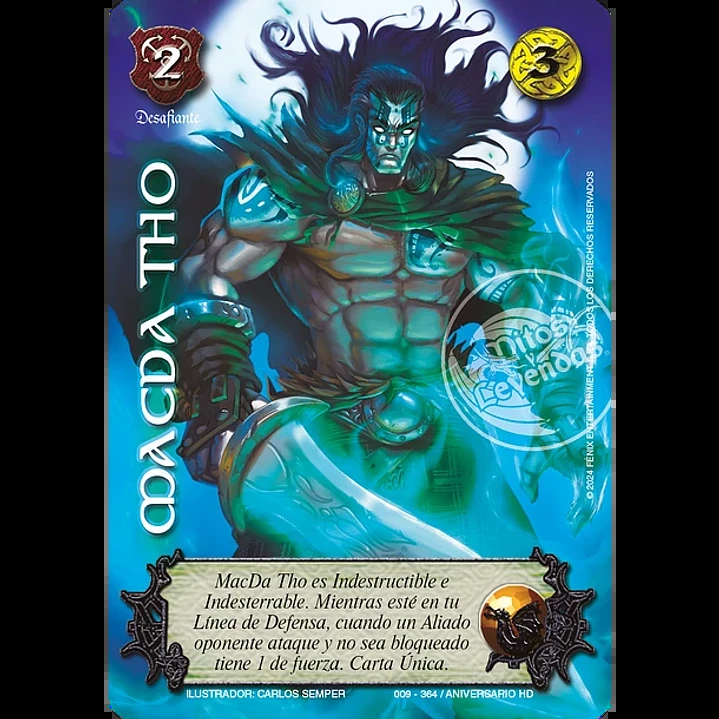 2
3
Desafiante
MACDA THO
Mitos
y
Leyendas
© 2024 FÉNIX ENTERTAINMENT TODOS LOS DERECHOS RESERVADOS
MacDa Tho es Indestructible e
Indesterrable. Mientras esté en tu
Línea de Defensa, cuando un Aliado
oponente ataque y no sea bloqueado
tiene 1 de fuerza. Carta Única.
ILUSTRADOR: CARLOS SEMPER
009 - 364 / ANIVERSARIO HD